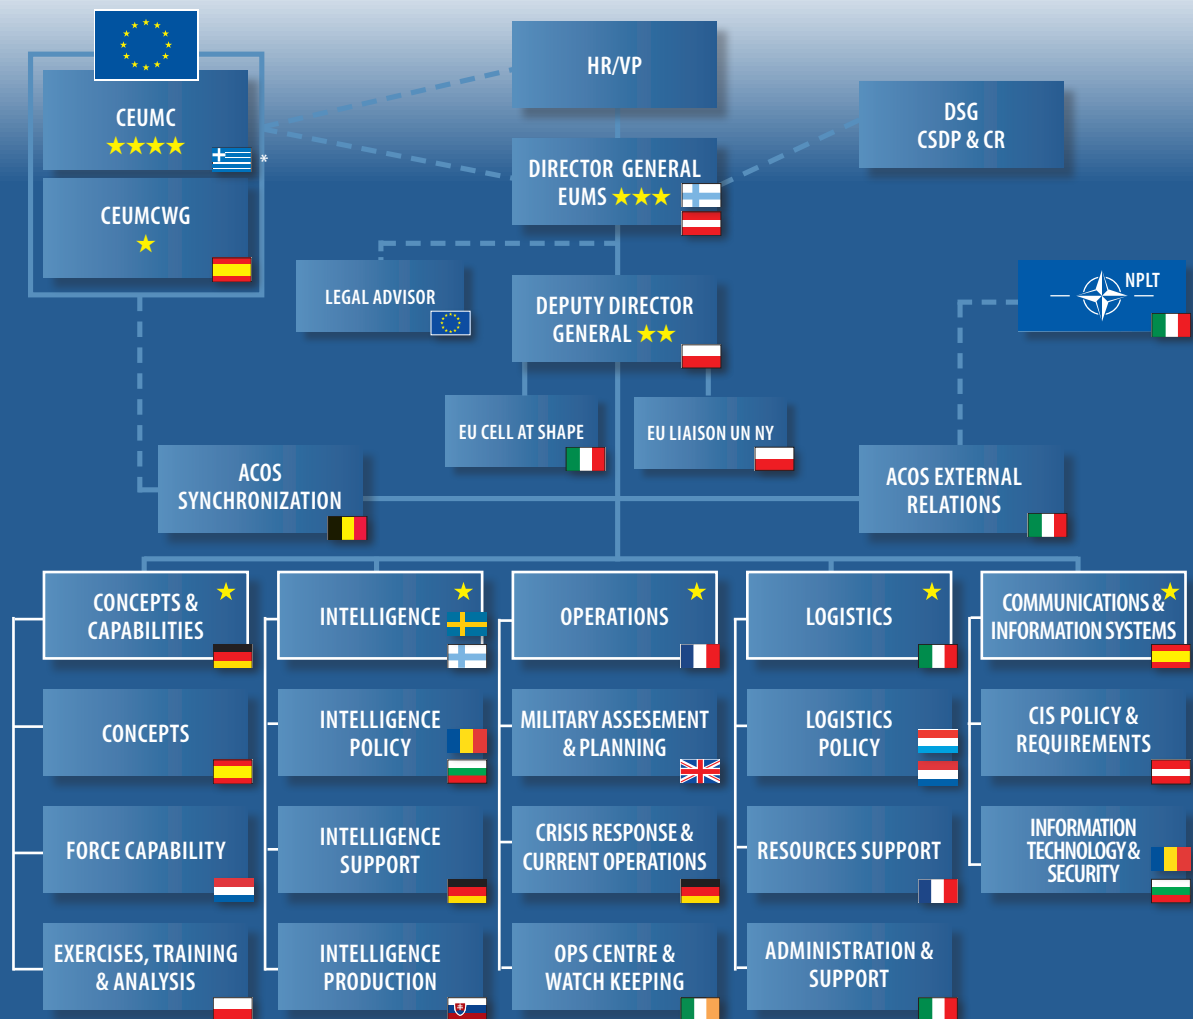 HR/VP
CEUMC
*
DSG
CSDP & CR
DIRECTOR GENERAL
EUMS
CEUMCWG
LEGAL ADVISOR
DEPUTY DIRECTOR
GENERAL
NPLT
EU CELL AT SHAPE
EU LIAISON UN NY
ACOS
SYNCHRONIZATION
ACOS EXTERNAL
RELATIONS
CONCEPTS &
CAPABILITIES
INTELLIGENCE
OPERATIONS
LOGISTICS
COMMUNICATIONS &
INFORMATION SYSTEMS
CONCEPTS
INTELLIGENCE
POLICY
MILITARY ASSESEMENT
& PLANNING
LOGISTICS
POLICY
CIS POLICY &
REQUIREMENTS
FORCE CAPABILITY
INTELLIGENCE
SUPPORT
CRISIS RESPONSE &
CURRENT OPERATIONS
RESOURCES SUPPORT
INFORMATION
TECHNOLOGY &
SECURITY
EXERCISES, TRAINING
& ANALYSIS
INTELLIGENCE
PRODUCTION
OPS CENTRE &
WATCH KEEPING
ADMINISTRATION &
SUPPORT